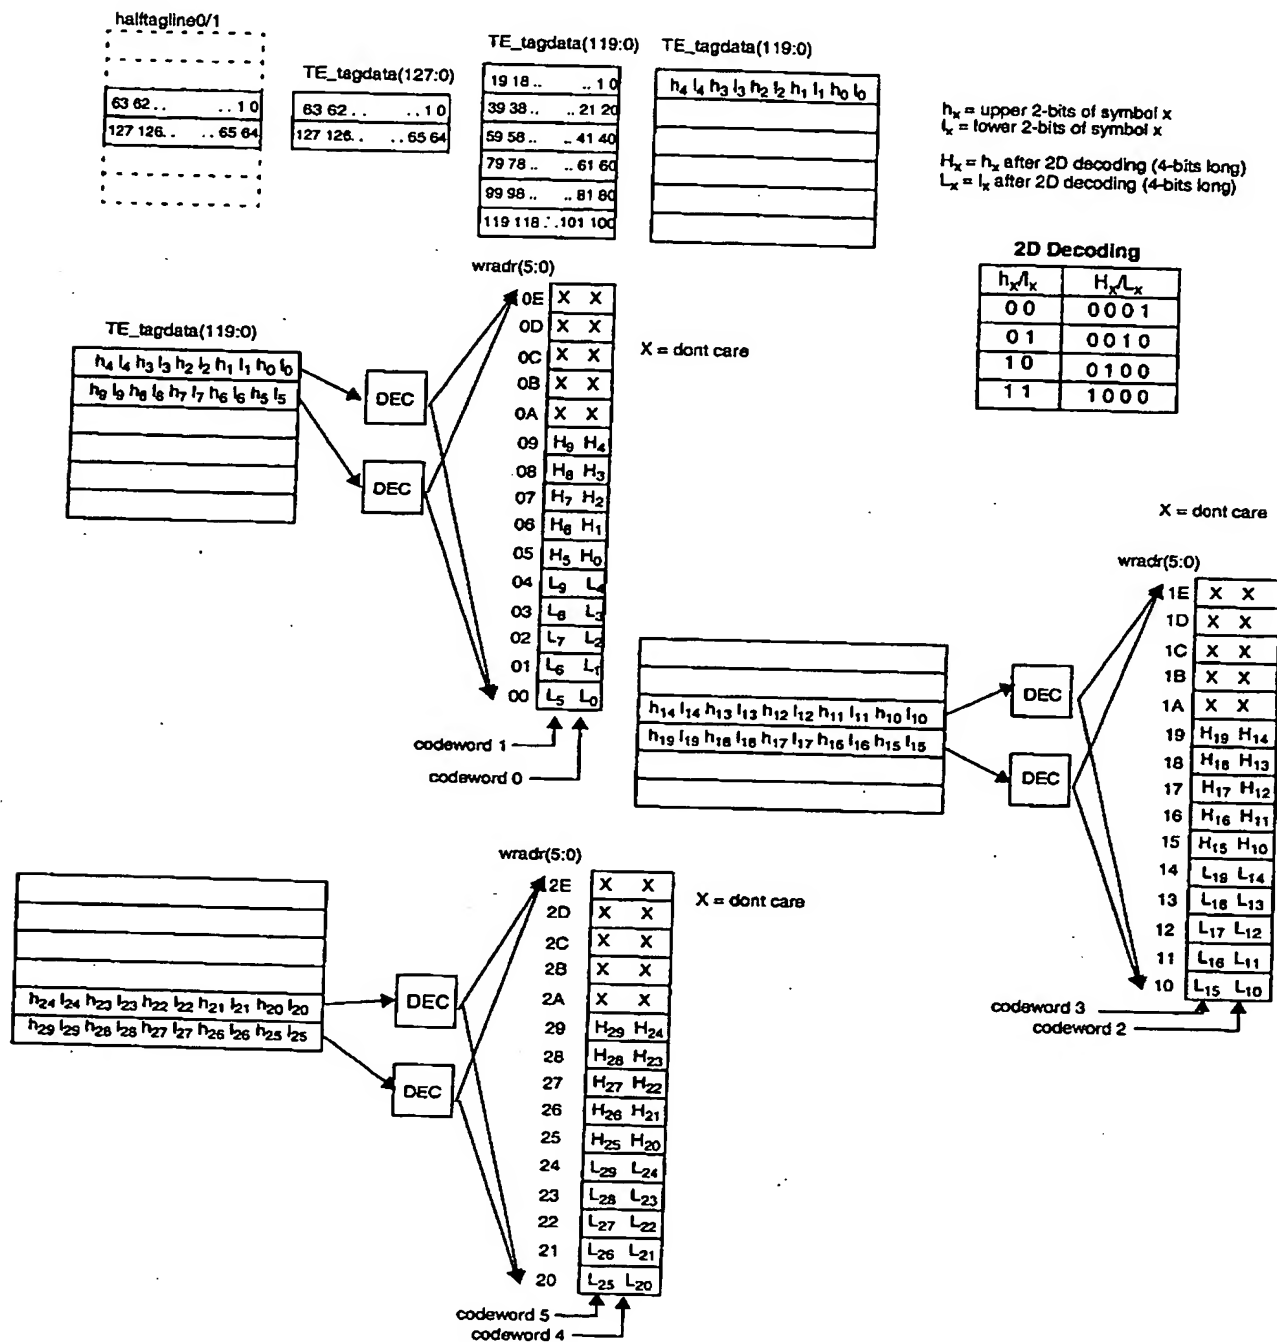 halftagline0/1
63 62 . . . . 1 0
127 126. . . . 65 64
TE_tagdata(127:0)
63 62 . . . . 1 0
127 126. . . . 65 64
TE_tagdata(119:0)
19 18 .. .. 1 0
39 38 .. .. 21 20
59 58 .. .. 41 40
79 78 .. .. 61 60
99 98 .. .. 81 80
119 118 . . .101 100
TE_tagdata(119:0)
h4 l4 h3 l3 h2 l2 h1 l1 h0 l0
hx = upper 2-bits of symbol x
lx = lower 2-bits of symbol x
Hx = hx after 2D decoding (4-bits long)
Lx = lx after 2D decoding (4-bits long)
2D Decoding
hx/lx Hx/Lx
0 0 0 0 0 1
0 1 0 0 1 0
1 0 0 1 0 0
1 1 1 0 0 0
TE_tagdata(119:0)
h4 l4 h3 l3 h2 l2 h1 l1 h0 l0
h9 l9 h8 l8 h7 l7 h6 l6 h5 l5
DEC
DEC
wradr(5:0)
0E X X
0D X X
0C X X
0B X X
0A X X
09 H9 H4
08 H8 H3
07 H7 H2
06 H6 H1
05 H5 H0
04 L9 L4
03 L8 L3
02 L7 L2
01 L6 L1
00 L5 L0
codeword 1
codeword 0
X = dont care
h14 l14 h13 l13 h12 l12 h11 l11 h10 l10
h19 l19 h18 l18 h17 l17 h16 l16 h15 l15
DEC
DEC
X = dont care
wradr(5:0)
1E X X
1D X X
1C X X
1B X X
1A X X
19 H19 H14
18 H18 H13
17 H17 H12
16 H16 H11
15 H15 H10
14 L19 L14
13 L18 L13
12 L17 L12
11 L16 L11
10 L15 L10
codeword 3
codeword 2
h24 l24 h23 l23 h22 l22 h21 l21 h20 l20
h29 l29 h28 l28 h27 l27 h26 l26 h25 l25
DEC
DEC
wradr(5:0)
2E X X
2D X X
2C X X
2B X X
2A X X
29 H29 H24
28 H28 H23
27 H27 H22
26 H26 H21
25 H25 H20
24 L29 L24
23 L28 L23
22 L27 L22
21 L26 L21
20 L25 L20
codeword 5
codeword 4
X = dont care